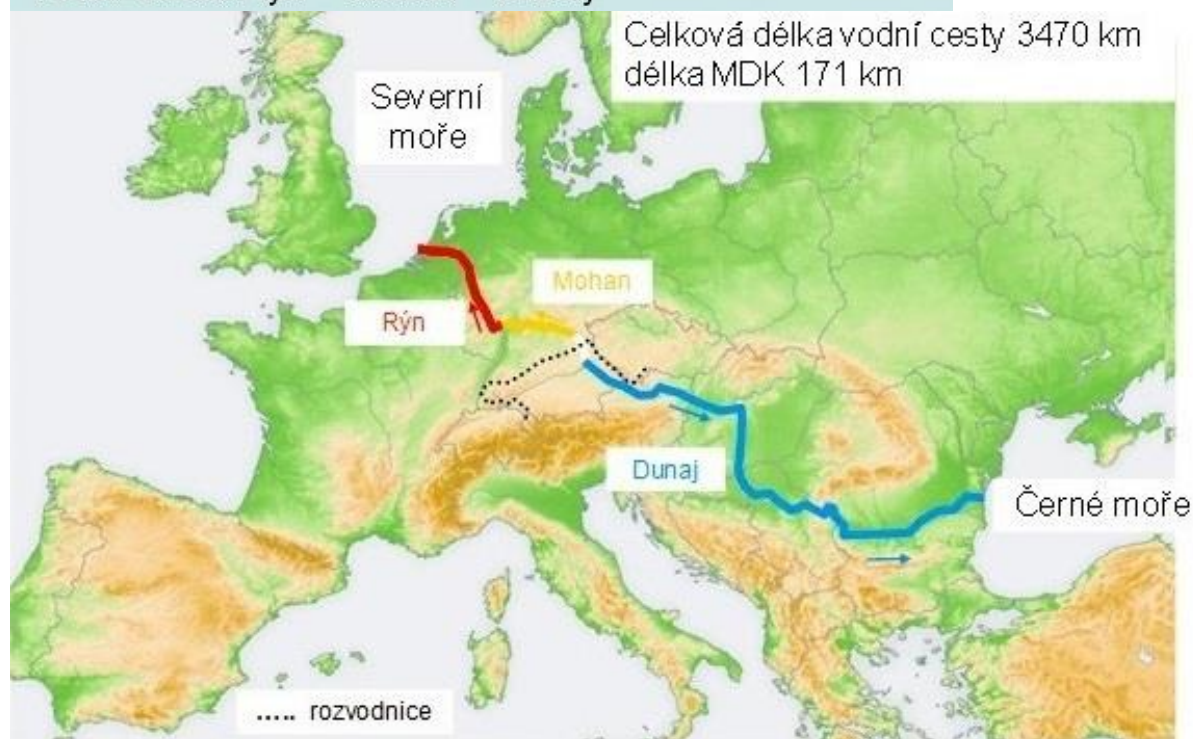 Celková délka vodní cesty 3470 km
délka MDK 171 km
Severní
moře
Mohan
Rýn
Dunaj
Černé moře
..... rozvodnice